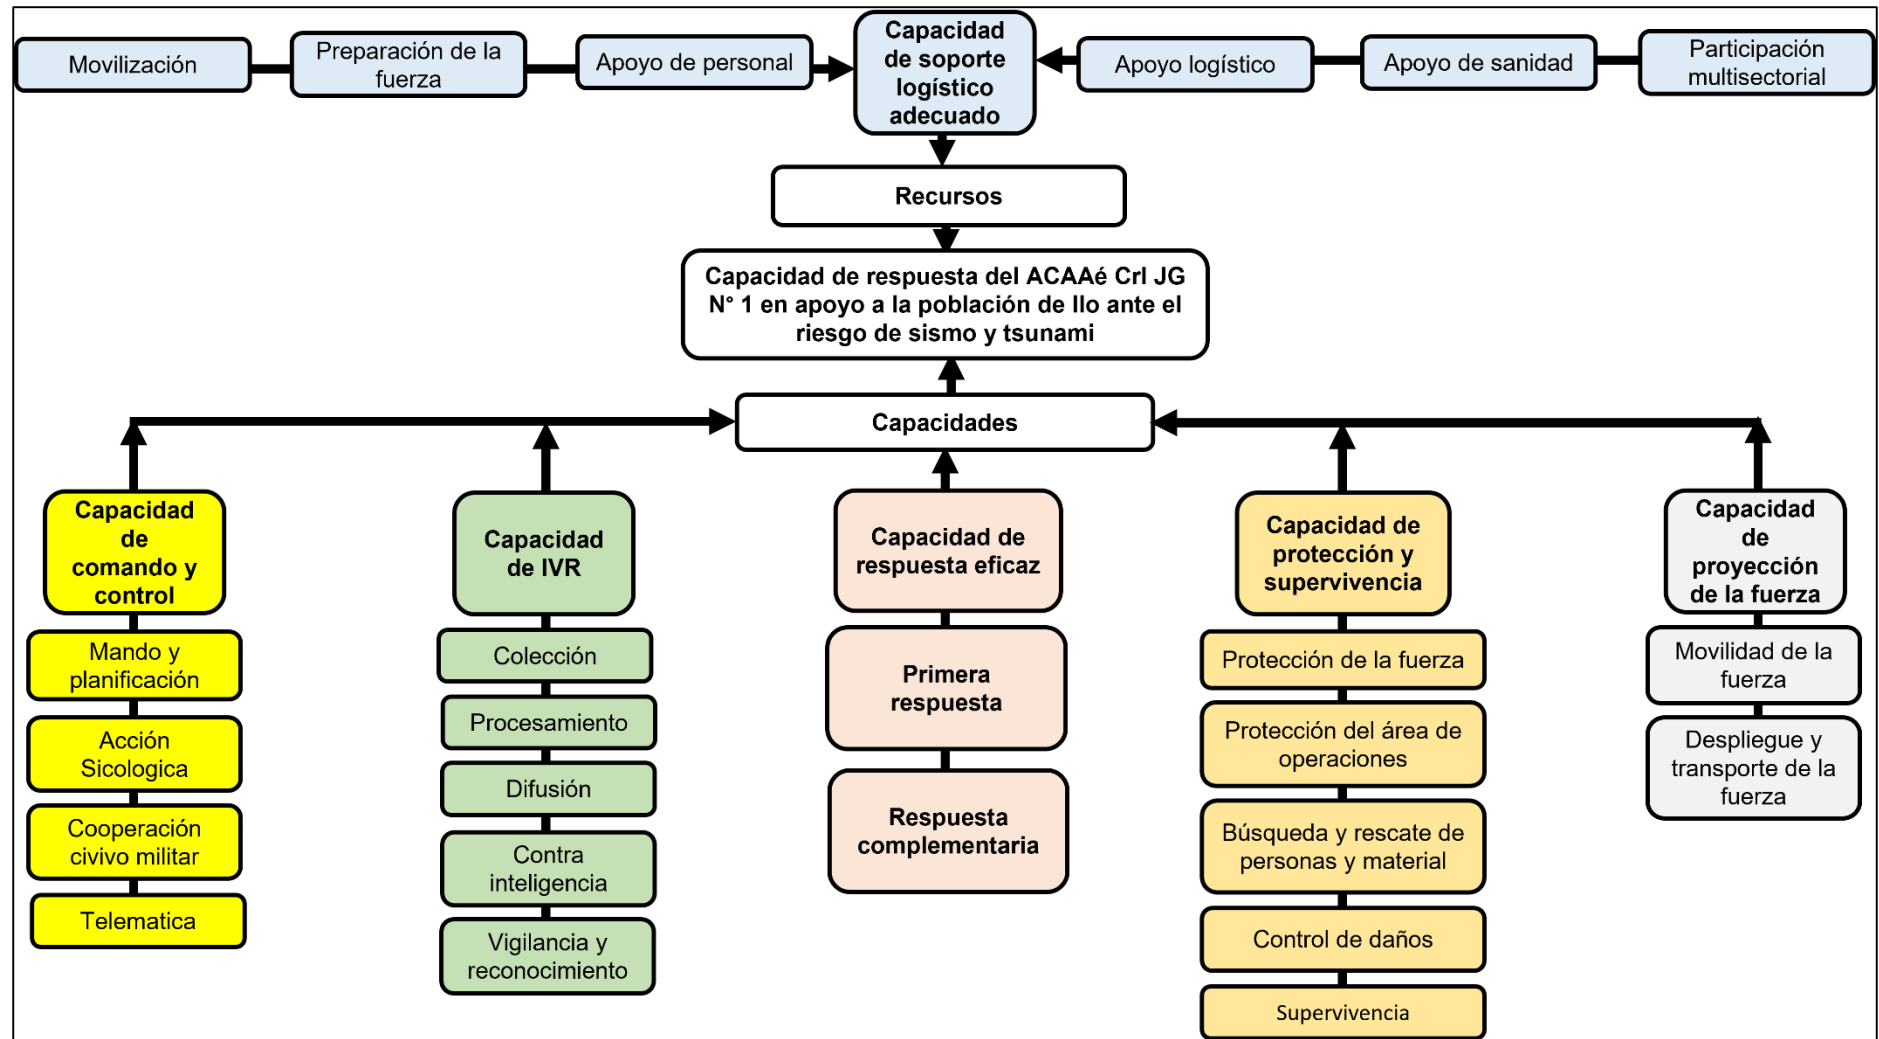 Movilización
Preparación de la
fuerza
Apoyo de personal
Capacidad
de soporte
logístico
adecuado
Apoyo logístico
Apoyo de sanidad
Participación
multisectorial
Recursos
Capacidad de respuesta del ACAAé Crl JG
N° 1 en apoyo a la población de Ilo ante el
riesgo de sismo y tsunami
Capacidades
Capacidad
de
comando y
control
Mando y
planificación
Acción
Sicologica
Cooperación
civivo militar
Telematica
Capacidad
de IVR
Colección
Procesamiento
Difusión
Contra
inteligencia
Vigilancia y
reconocimiento
Capacidad de
respuesta eficaz
Primera
respuesta
Respuesta
complementaria
Capacidad de
protección y
supervivencia
Protección de la fuerza
Protección del área de
operaciones
Búsqueda y rescate de
personas y material
Control de daños
Supervivencia
Capacidad
de
proyección
de la fuerza
Movilidad de la
fuerza
Despliegue y
transporte de la
fuerza